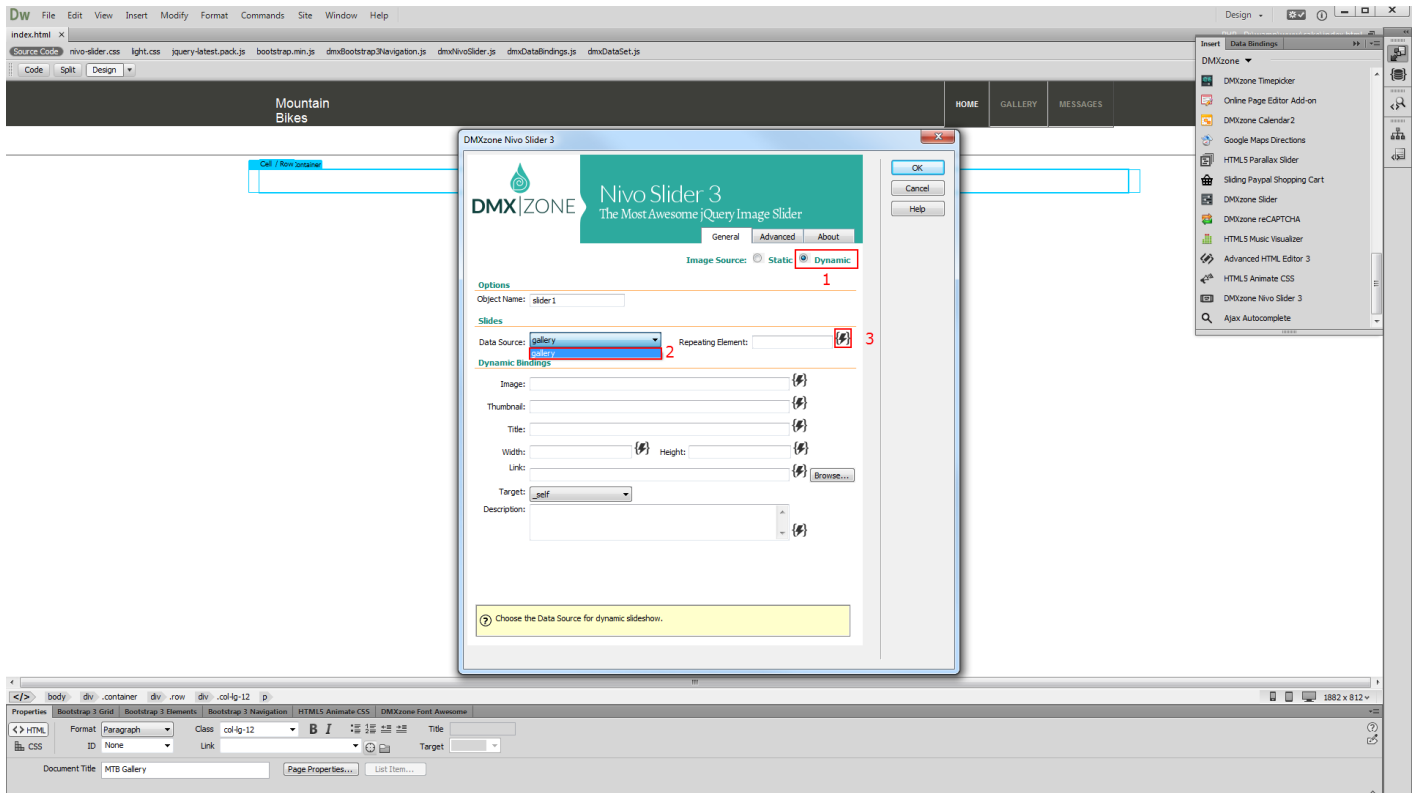 Dw File Edit View Insert Modify Format Commands Site Window Help Design
index.html ×
Source Code nivo-slider.css light.css jquery-latest.pack.js bootstrap.min.js dmxBootstrap3Navigation.js dmxNivoSlider.js dmxDataBindings.js dmxDataSet.js
Code Split Design
Mountain
Bikes
HOME GALLERY MESSAGES
Cell / Row Container
DMXzone Nivo Slider 3
DMX|ZONE
Nivo Slider 3
The Most Awesome jQuery Image Slider
General Advanced About
Image Source: Static Dynamic
1
Options
Object Name: slider1
Slides
Data Source: gallery Repeating Element: 3
gallery 2
Dynamic Bindings
Image:
Thumbnail:
Title:
Width: Height:
Link: Browse...
Target: _self
Description:
? Choose the Data Source for dynamic slideshow.
OK
Cancel
Help
Insert Data Bindings
DMXzone
DMXzone Timepicker
Online Page Editor Add-on
DMXzone Calendar2
Google Maps Directions
HTML5 Parallax Slider
Sliding Paypal Shopping Cart
DMXzone Slider
DMXzone reCAPTCHA
HTML5 Music Visualizer
Advanced HTML Editor 3
HTML5 Animate CSS
DMXzone Nivo Slider 3
Ajax Autocomplete
</> body div .container div .row div .col-lg-12 p 1882 x 812
Properties Bootstrap 3 Grid Bootstrap 3 Elements Bootstrap 3 Navigation HTML5 Animate CSS DMXzone Font Awesome
<> HTML Format Paragraph Class col-lg-12 B I Title
CSS ID None Link Target
Document Title MTB Gallery Page Properties... List Item...